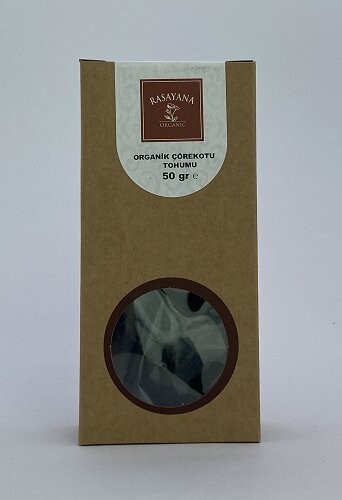 RASAYANA
ORGANIC
ORGANİK ÇÖREKOTU
TOHUMU
50 gr e